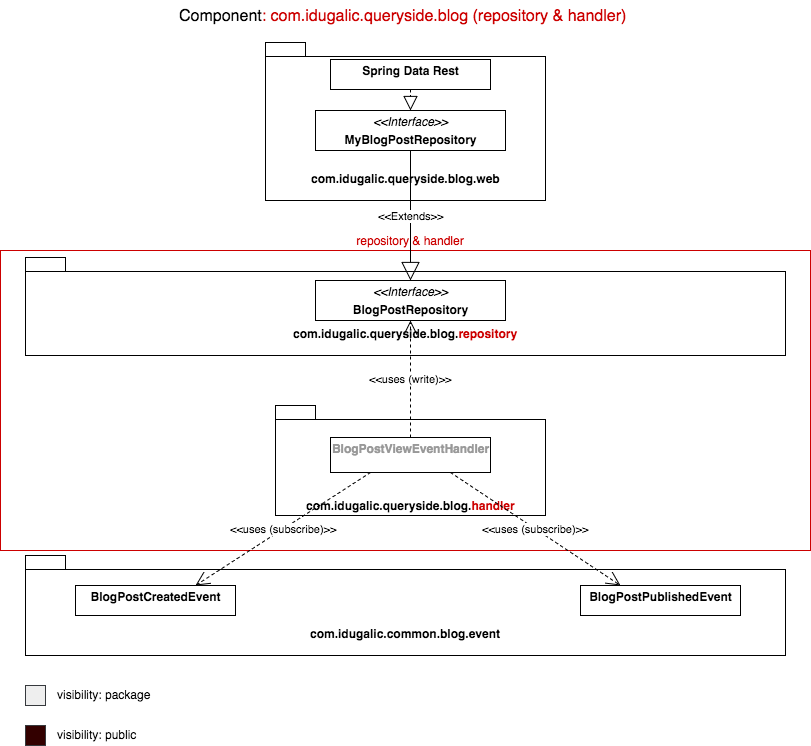 Component: com.idugalic.queryside.blog (repository & handler)
Spring Data Rest
<<Interface>>
MyBlogPostRepository
com.idugalic.queryside.blog.web
<<Extends>>
repository & handler
<<Interface>>
BlogPostRepository
com.idugalic.queryside.blog.repository
<<uses (write)>>
BlogPostViewEventHandler
com.idugalic.queryside.blog.handler
<<uses (subscribe)>> <<uses (subscribe)>>
BlogPostCreatedEvent BlogPostPublishedEvent
com.idugalic.common.blog.event
visibility: package
visibility: public